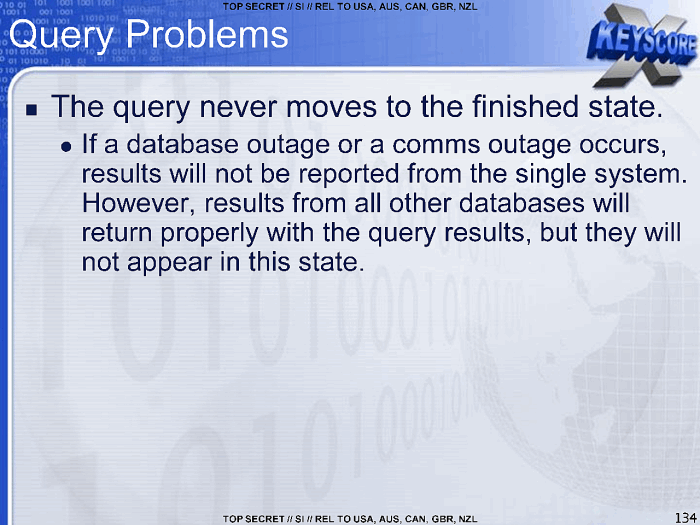 TOP SECRET // SI // REL TO USA, AUS, CAN, GBR, NZL
Query Problems
X
KEYSCORE
■ The query never moves to the finished state.
● If a database outage or a comms outage occurs,
results will not be reported from the single system.
However, results from all other databases will
return properly with the query results, but they will
not appear in this state.
TOP SECRET // SI // REL TO USA, AUS, CAN, GBR, NZL
134